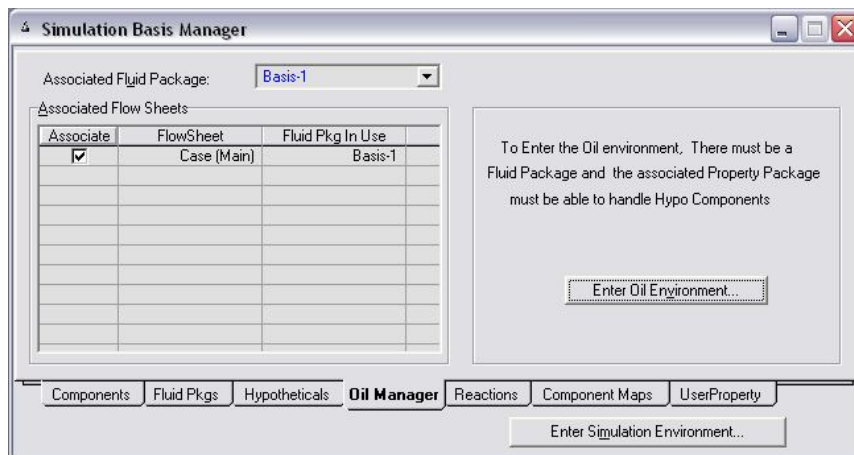 Simulation Basis Manager
Associated Fluid Package: Basis-1
Associated Flow Sheets
Associate FlowSheet Fluid Pkg In Use
Case (Main) Basis-1
To Enter the Oil environment, There must be a
Fluid Package and the associated Property Package
must be able to handle Hypo Components
Enter Oil Environment...
Components Fluid Pkgs Hypotheticals Oil Manager Reactions Component Maps UserProperty
Enter Simulation Environment...